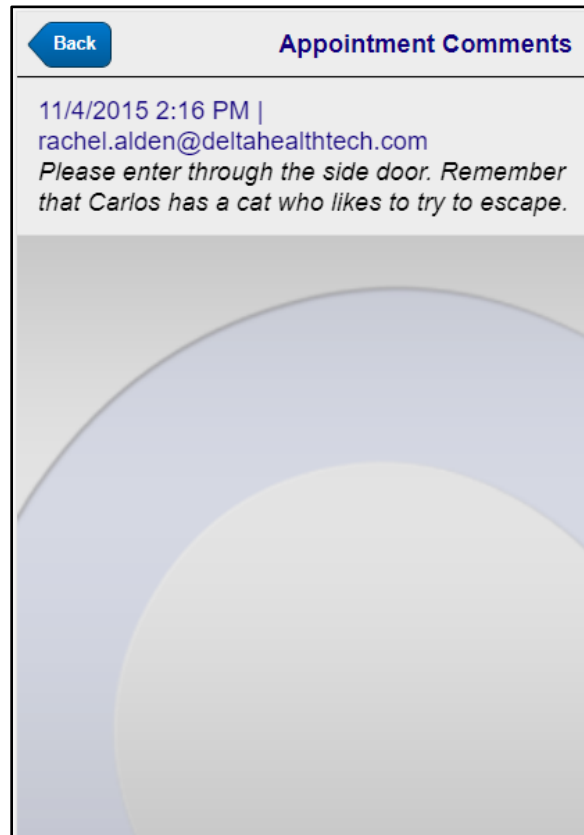 Back
Appointment Comments
11/4/2015 2:16 PM |
rachel.alden@deltahealthtech.com
Please enter through the side door. Remember
that Carlos has a cat who likes to try to escape.